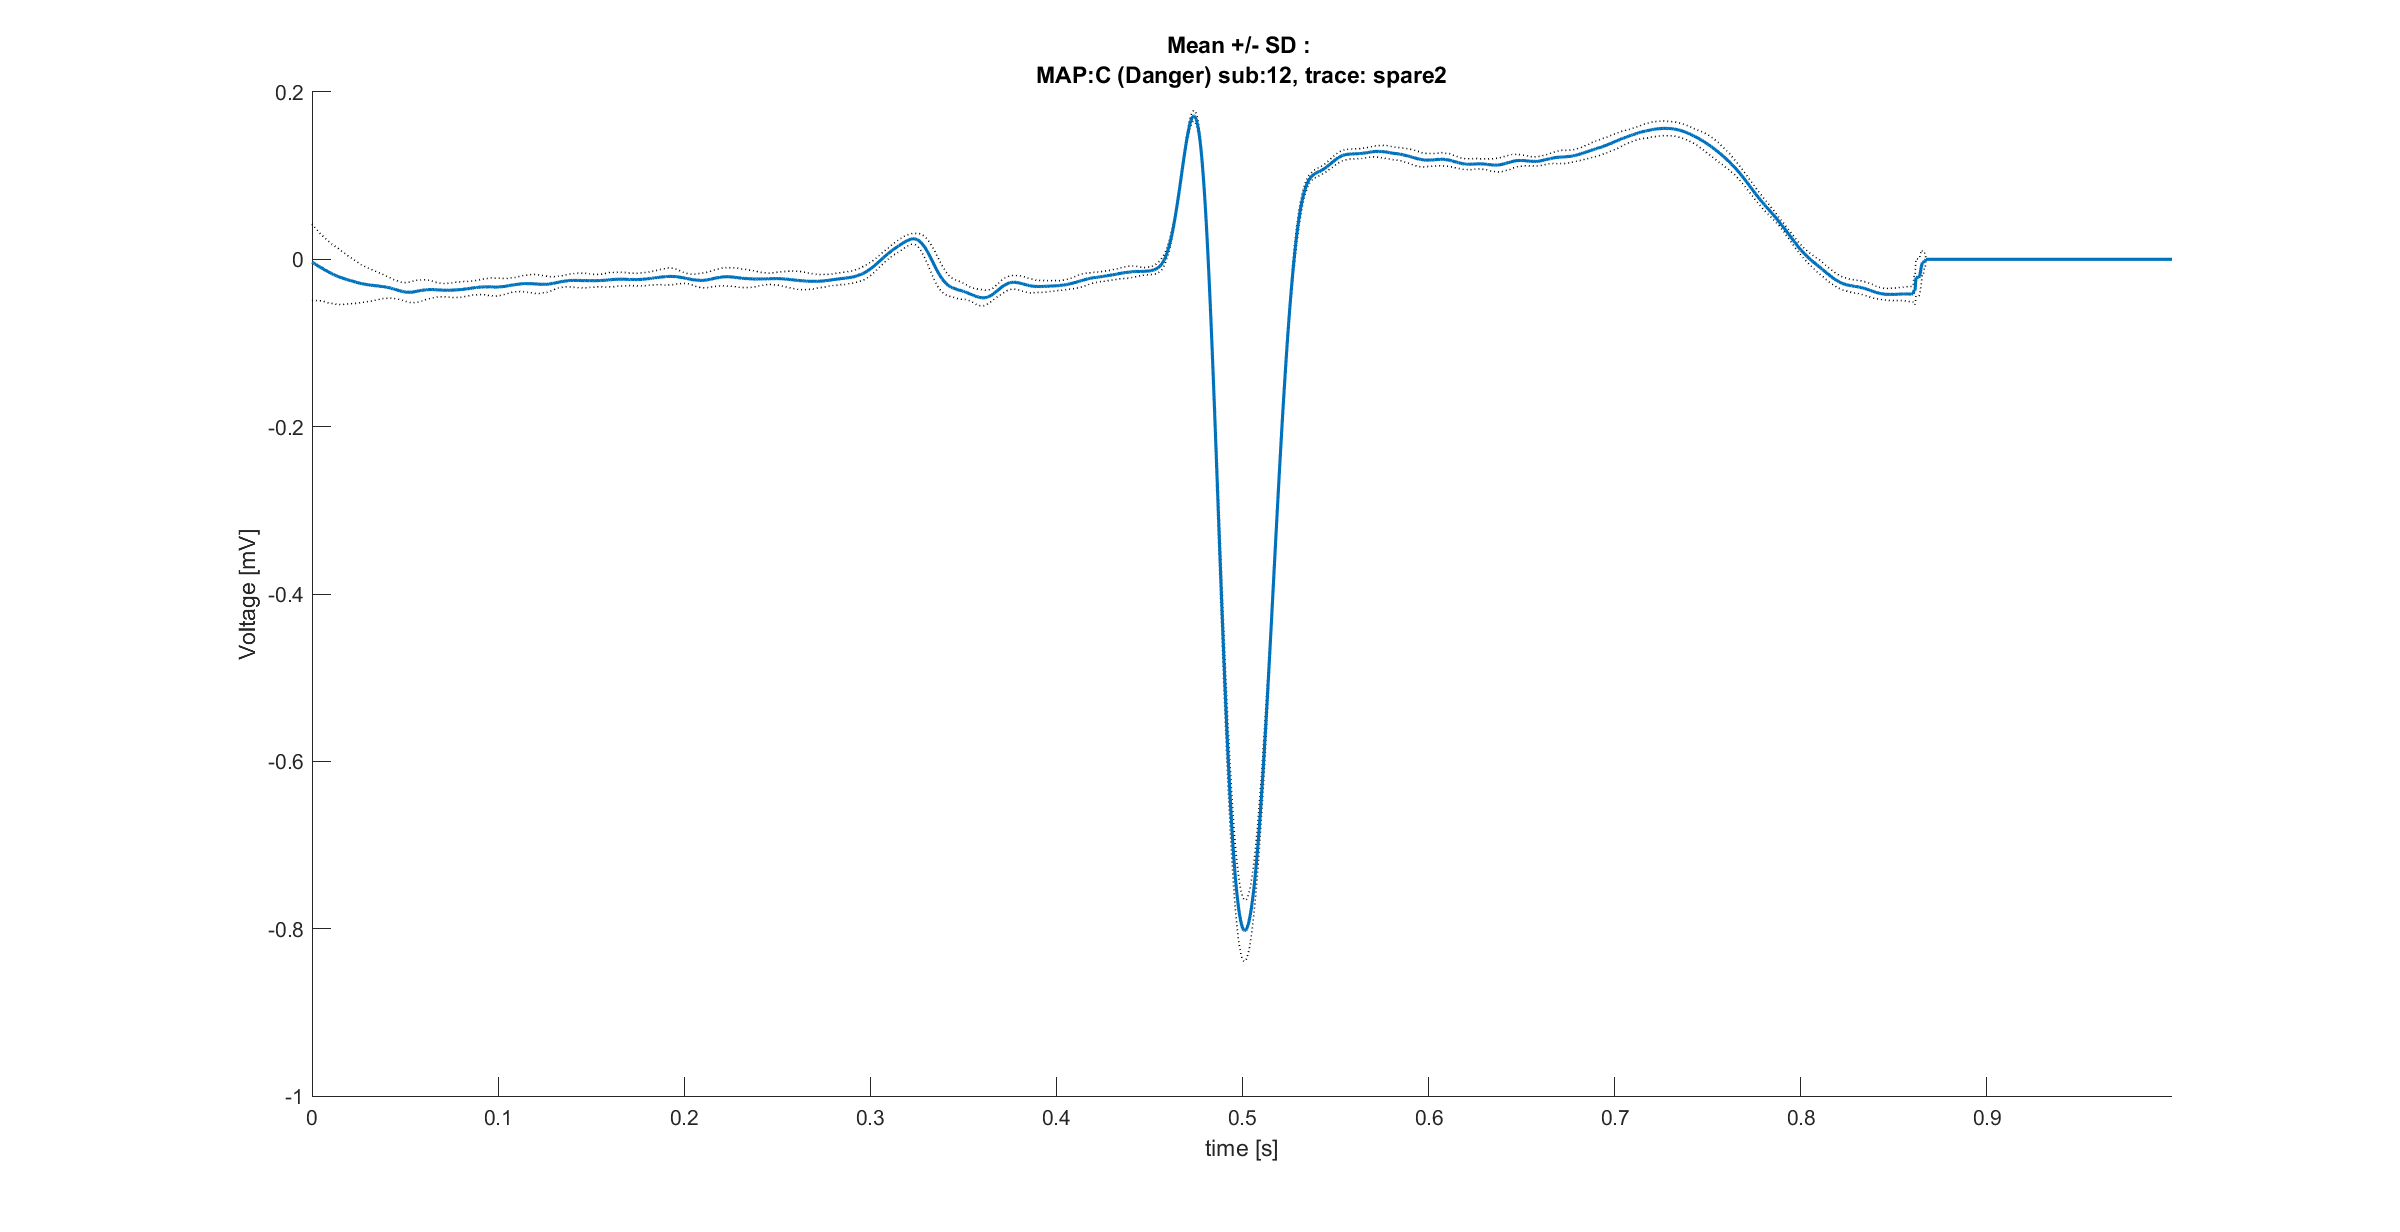 Mean +/- SD :
MAP:C (Danger) sub:12, trace: spare2
0.2
0
-0.2
-0.4
-0.6
-0.8
-1
Voltage [mV]
0 0.1 0.2 0.3 0.4 0.5 0.6 0.7 0.8 0.9
time [s]